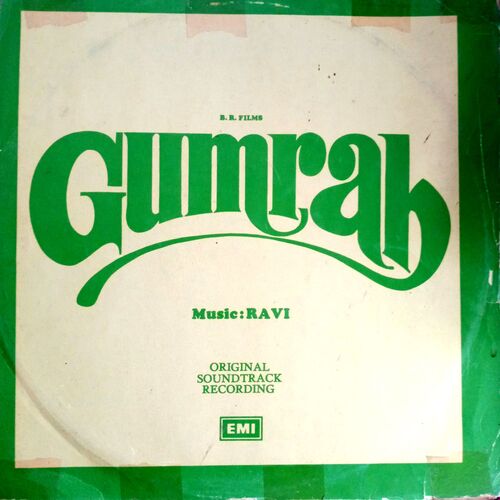 B. R. FILMS
Gumrah
Music: RAVI
ORIGINAL
SOUNDTRACK
RECORDING
EMI